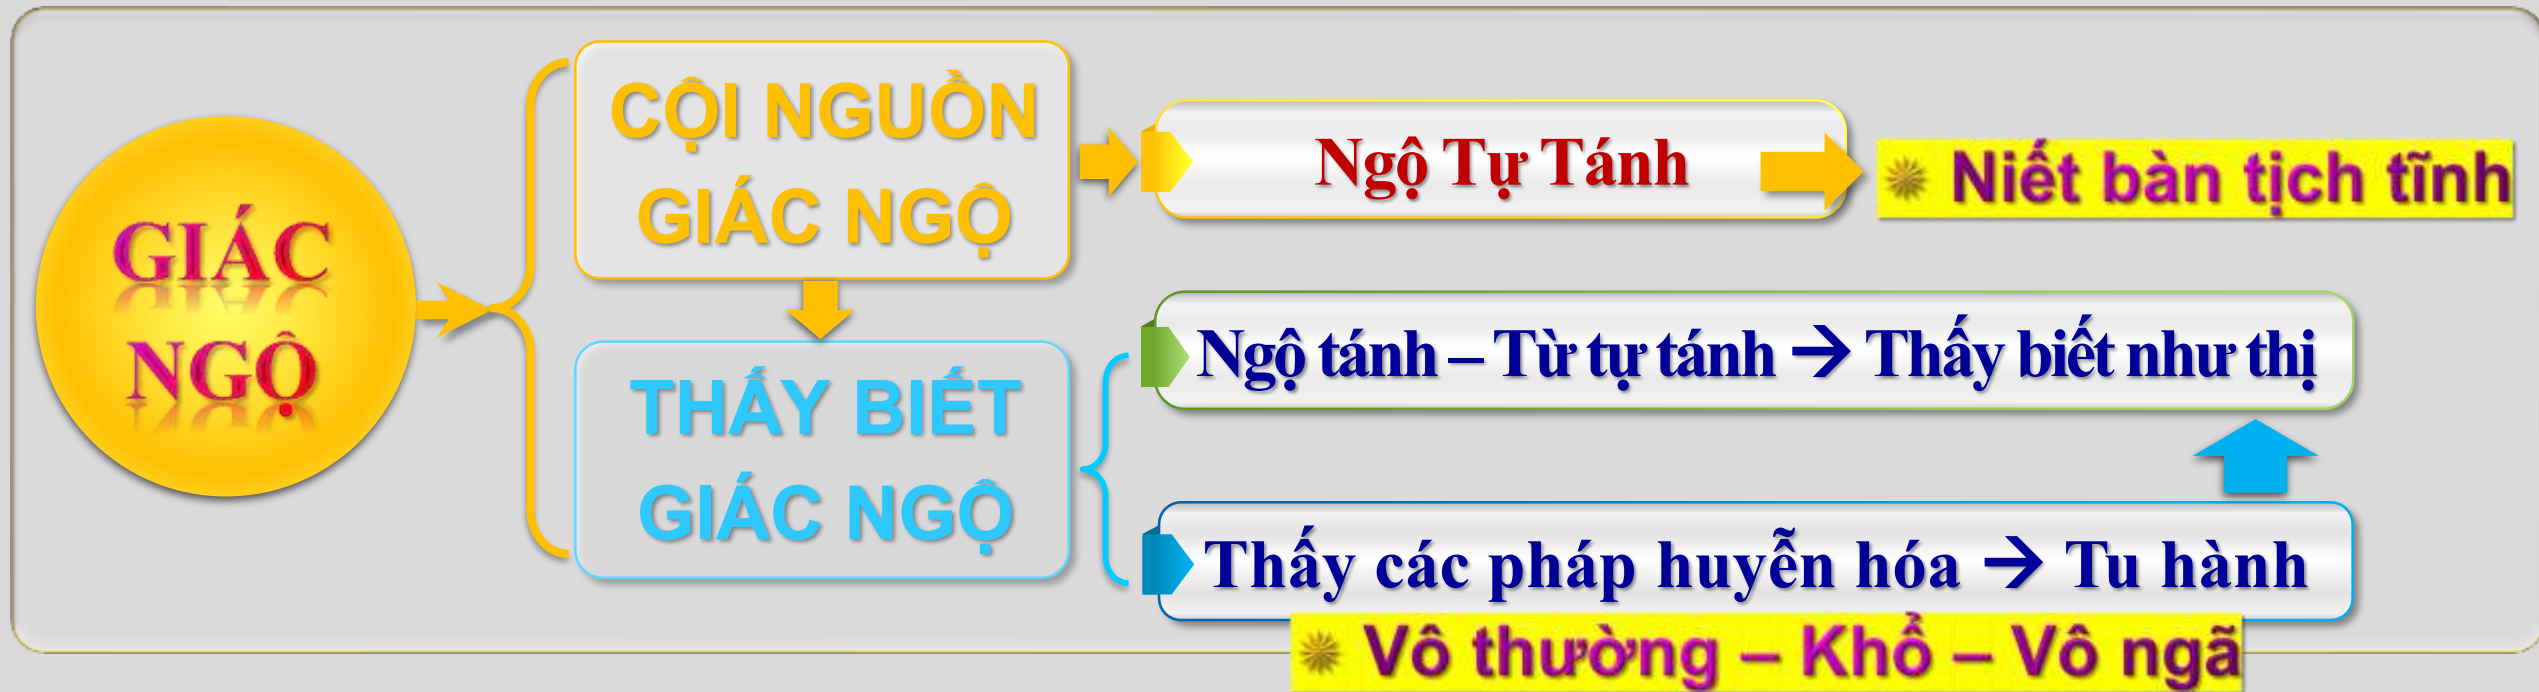 GIÁC
NGỘ
CỘI NGUỒN
GIÁC NGỘ
Ngộ Tự Tánh
Niết bàn tịch tĩnh
THẤY BIẾT
GIÁC NGỘ
Ngộ tánh – Từ tự tánh → Thấy biết như thị
Thấy các pháp huyễn hóa → Tu hành
Vô thường – Khổ – Vô ngã